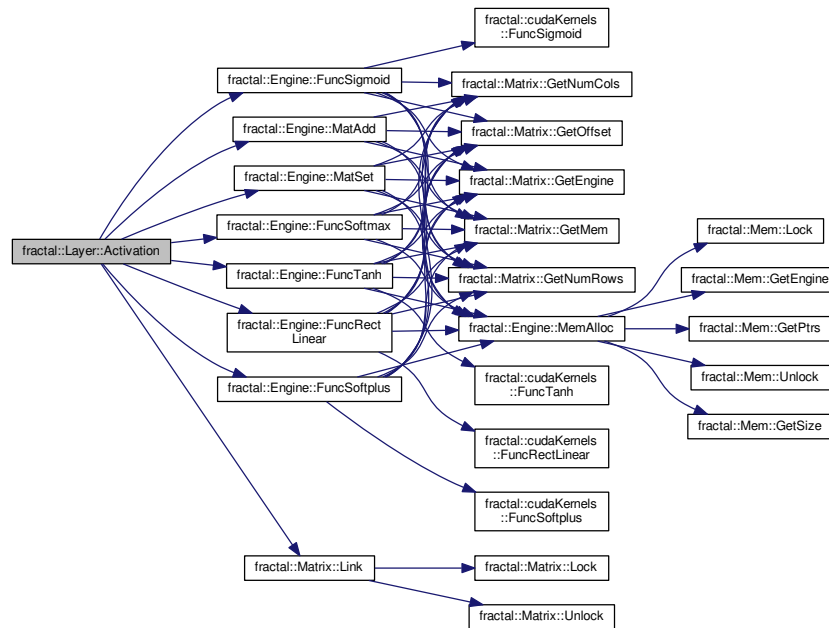 fractal::Layer::Activation
fractal::Engine::FuncSigmoid
fractal::Engine::MatAdd
fractal::Engine::MatSet
fractal::Engine::FuncSoftmax
fractal::Engine::FuncTanh
fractal::Engine::FuncRect
Linear
fractal::Engine::FuncSoftplus
fractal::Matrix::Link
fractal::cudaKernels
::FuncSigmoid
fractal::Matrix::GetNumCols
fractal::Matrix::GetOffset
fractal::Matrix::GetEngine
fractal::Matrix::GetMem
fractal::Matrix::GetNumRows
fractal::Engine::MemAlloc
fractal::cudaKernels
::FuncTanh
fractal::cudaKernels
::FuncRectLinear
fractal::cudaKernels
::FuncSoftplus
fractal::Matrix::Lock
fractal::Matrix::Unlock
fractal::Mem::Lock
fractal::Mem::GetEngine
fractal::Mem::GetPtrs
fractal::Mem::Unlock
fractal::Mem::GetSize